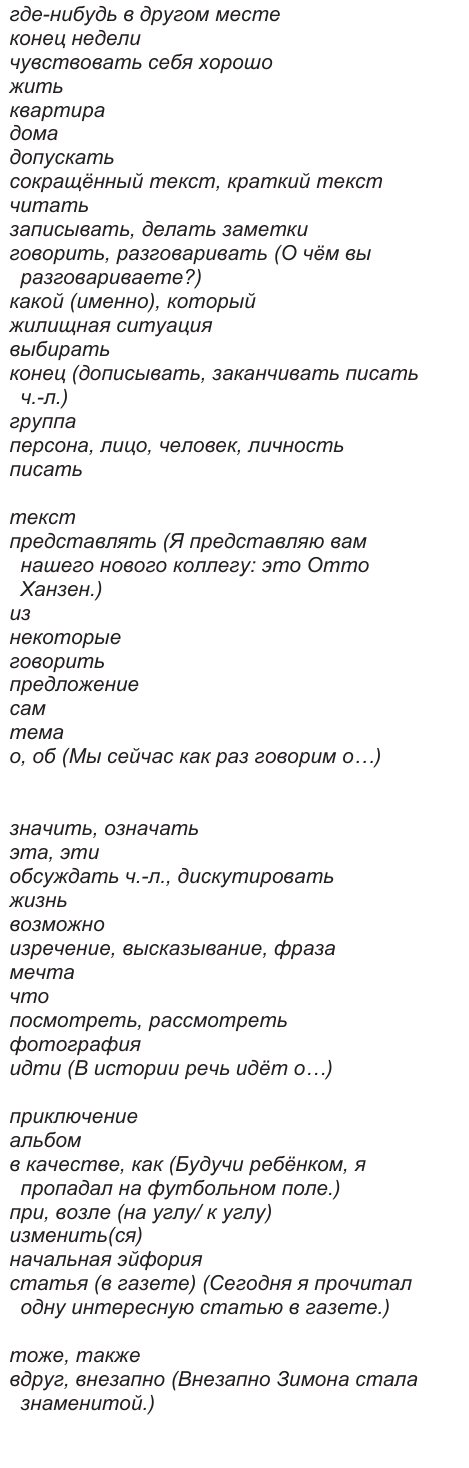 где-нибудь в другом месте
конец недели
чувствовать себя хорошо
жить
квартира
дома
допускать
сокращённый текст, краткий текст
читать
записывать, делать заметки
говорить, разговаривать (О чём вы
разговариваете?)
какой (именно), который
жилищная ситуация
выбирать
конец (дописывать, заканчивать писать
ч.-л.)
группа
персона, лицо, человек, личность
писать
текст
представлять (Я представляю вам
нашего нового коллегу: это Отто
Ханзен.)
из
некоторые
говорить
предложение
сам
тема
о, об (Мы сейчас как раз говорим о…)
значить, означать
эта, эти
обсуждать ч.-л., дискутировать
жизнь
возможно
изречение, высказывание, фраза
мечта
что
посмотреть, рассмотреть
фотография
идти (В истории речь идёт о…)
приключение
альбом
в качестве, как (Будучи ребёнком, я
пропадал на футбольном поле.)
при, возле (на углу/ к углу)
изменить(ся)
начальная эйфория
статья (в газете) (Сегодня я прочитал
одну интересную статью в газете.)
тоже, также
вдруг, внезапно (Внезапно Зимона стала
знаменитой.)